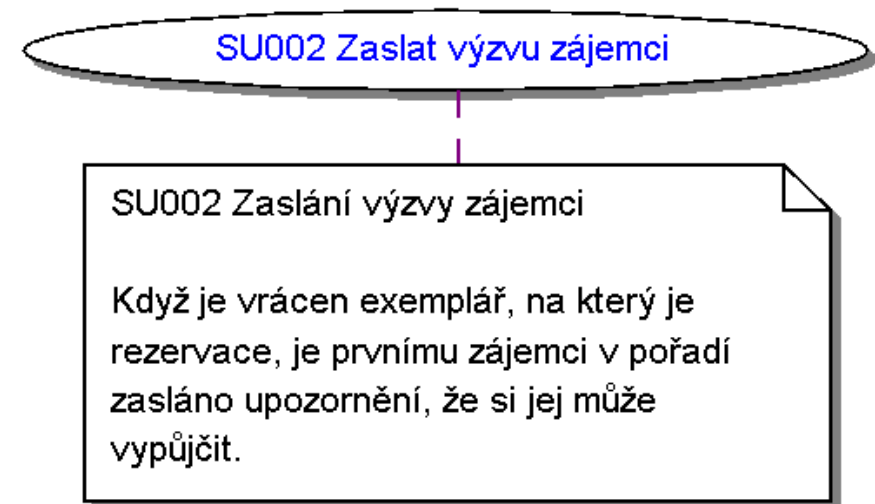 SU002 Zaslat výzvu zájemci
SU002 Zaslání výzvy zájemci
Když je vrácen exemplář, na který je
rezervace, je prvnímu zájemci v pořadí
zasláno upozornění, že si jej může
vypůjčit.